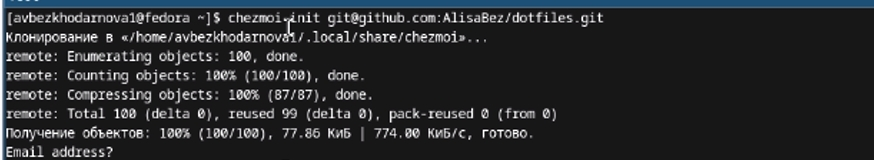 [avbezkhodarnova1@fedora ~]$ chezmoi init git@github.com:AlisaBez/dotfiles.git
Клонирование в «/home/avbezkhodarnova1/.local/share/chezmoi»...
remote: Enumerating objects: 100, done.
remote: Counting objects: 100% (100/100), done.
remote: Compressing objects: 100% (87/87), done.
remote: Total 100 (delta 0), reused 99 (delta 0), pack-reused 0 (from 0)
Получение объектов: 100% (100/100), 77.86 КиБ | 774.00 КиБ/с, готово.
Email address?